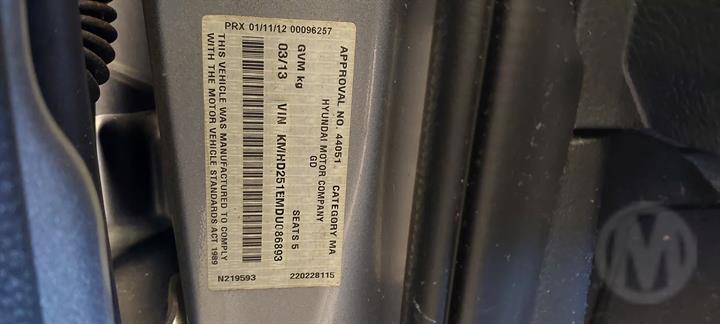 PRX 01/11/12 00096257
APPROVAL NO. 44051 CATEGORY MA
HYUNDAI MOTOR COMPANY
GD
GVM kg SEATS 5
03/13 VIN KMHD251EMDU086893
THIS VEHICLE WAS MANUFACTURED TO COMPLY
WITH THE MOTOR VEHICLE STANDARDS ACT 1989
N219593 220228115
M